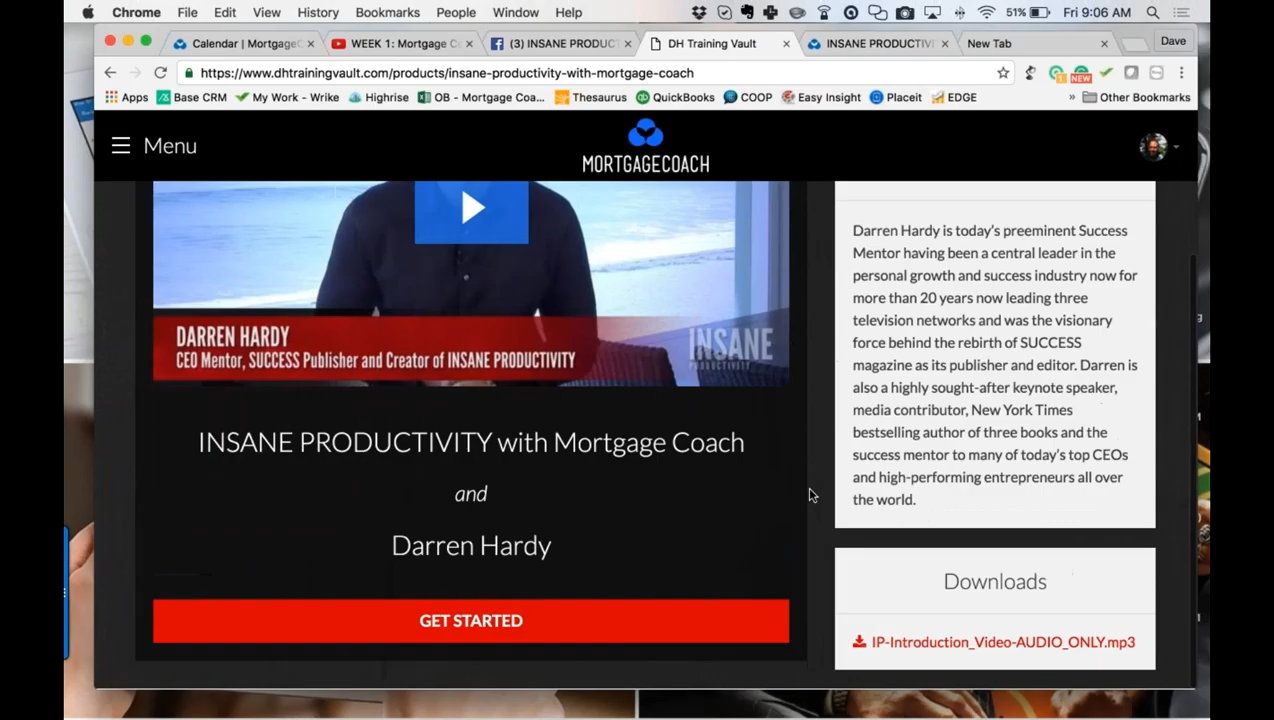 Chrome File Edit View History Bookmarks People Window Help 51% Fri 9:06 AM
Calendar | Mortgage
WEEK 1: Mortgage C
(3) INSANE PRODUCT
DH Training Vault
INSANE PRODUCTIVI
New Tab
Dave
https://www.dhtrainingvault.com/products/insane-productivity-with-mortgage-coach
NEW
Apps Base CRM My Work - Wrike Highrise OB - Mortgage Coa... Thesaurus QuickBooks COOP Easy Insight Placeit EDGE » Other Bookmarks
Menu
MORTGAGECOACH
DARREN HARDY
CEO Mentor, SUCCESS Publisher and Creator of INSANE PRODUCTIVITY
INSANE
PRODUCTIVITY
INSANE PRODUCTIVITY with Mortgage Coach
and
Darren Hardy
GET STARTED
Darren Hardy is today's preeminent Success
Mentor having been a central leader in the
personal growth and success industry now for
more than 20 years now leading three
television networks and was the visionary
force behind the rebirth of SUCCESS
magazine as its publisher and editor. Darren is
also a highly sought-after keynote speaker,
media contributor, New York Times
bestselling author of three books and the
success mentor to many of today's top CEOs
and high-performing entrepreneurs all over
the world.
Downloads
IP-Introduction_Video-AUDIO_ONLY.mp3